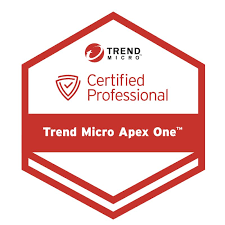 TREND
MICRO
Certified
Professional
Trend Micro Apex One™